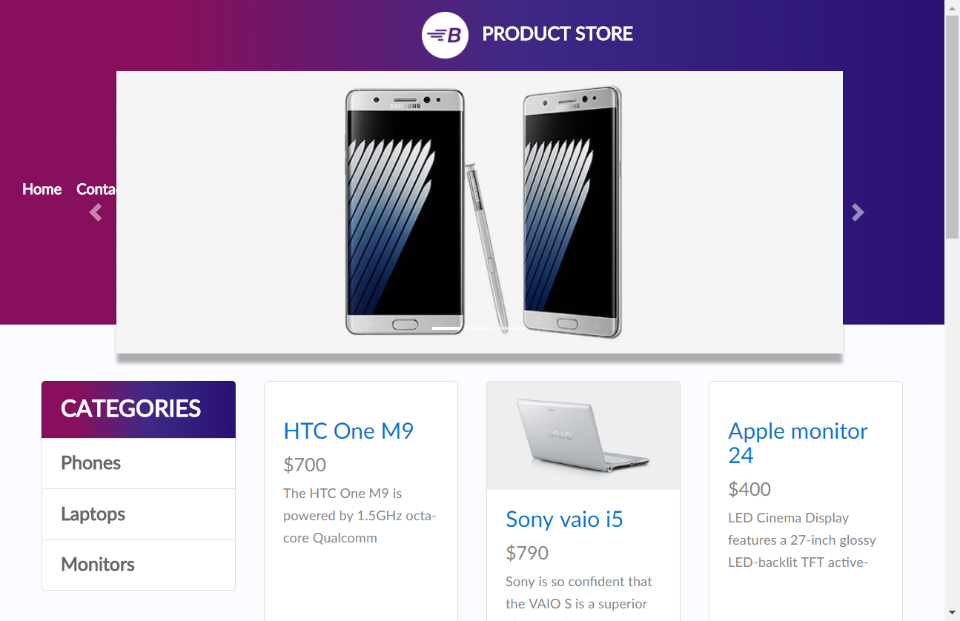 B PRODUCT STORE
SAMSUNG
Home Conta
CATEGORIES
Phones
Laptops
Monitors
HTC One M9
$700
The HTC One M9 is
powered by 1.5GHz octa-
core Qualcomm
VAIO
Sony vaio i5
$790
Sony is so confident that
the VAIO S is a superior
Apple monitor
24
$400
LED Cinema Display
features a 27-inch glossy
LED-backlit TFT active-